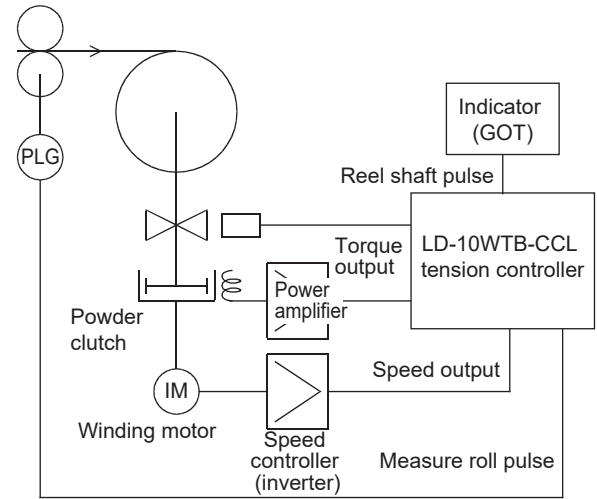 Indicator
(GOT)
PLG
Reel shaft pulse
Torque
output
LD-10WTB-CCL
tension controller
Power
amplifier
Powder
clutch
IM
Speed output
Winding motor
Speed
controller
(inverter)
Measure roll pulse